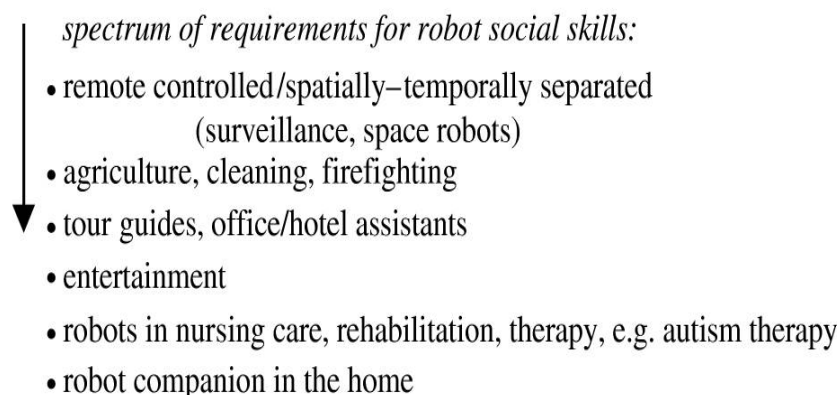 spectrum of requirements for robot social skills:
• remote controlled/spatially–temporally separated
(surveillance, space robots)
• agriculture, cleaning, firefighting
• tour guides, office/hotel assistants
• entertainment
• robots in nursing care, rehabilitation, therapy, e.g. autism therapy
• robot companion in the home